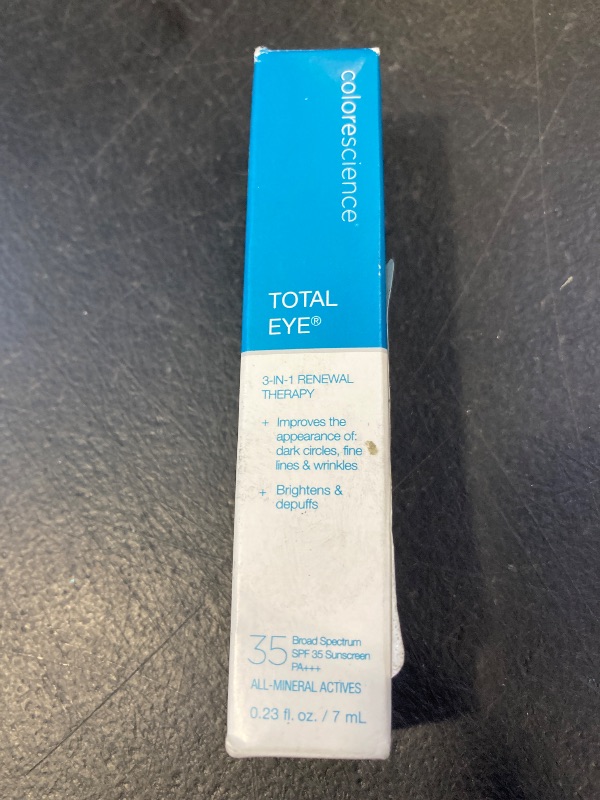 colorescience®
TOTAL
EYE®
3-IN-1 RENEWAL
THERAPY
+ Improves the
appearance of:
dark circles, fine
lines & wrinkles
+ Brightens &
depuffs
35 Broad Spectrum
SPF 35 Sunscreen
PA+++
ALL-MINERAL ACTIVES
0.23 fl. oz. / 7 mL